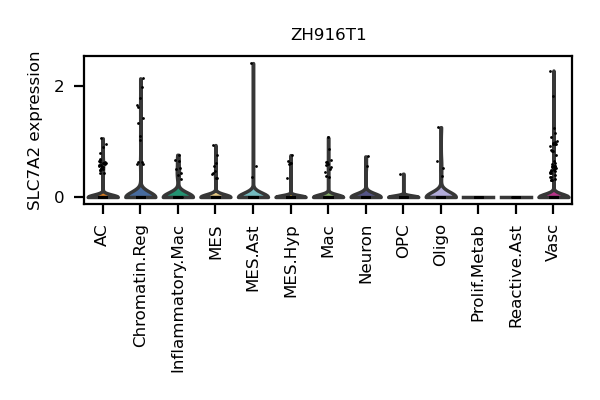 ZH916T1
SLC7A2 expression
2
0
AC
Chromatin.Reg
Inflammatory.Mac
MES
MES.Ast
MES.Hyp
Mac
Neuron
OPC
Oligo
Prolif.Metab
Reactive.Ast
Vasc